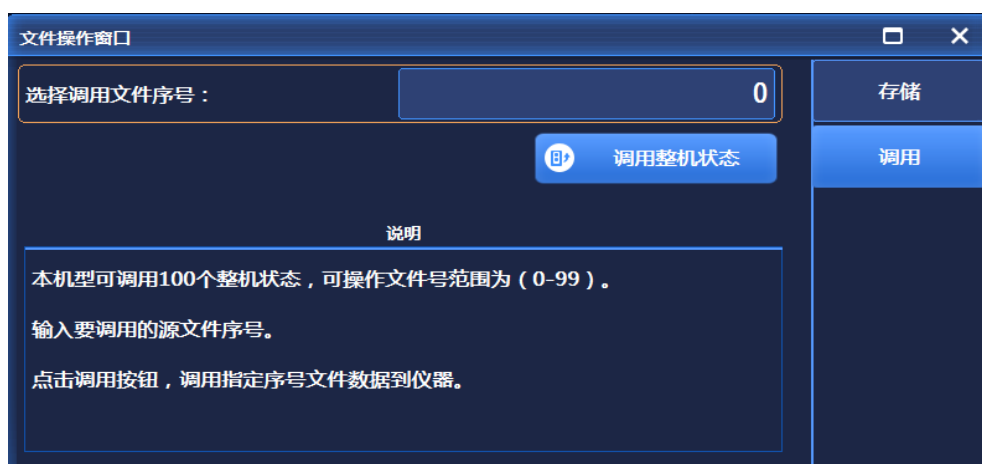 文件操作窗口
选择调用文件序号：
0
存储
调用整机状态
调用
说明
本机型可调用100个整机状态，可操作文件号范围为（0-99）。
输入要调用的源文件序号。
点击调用按钮，调用指定序号文件数据到仪器。